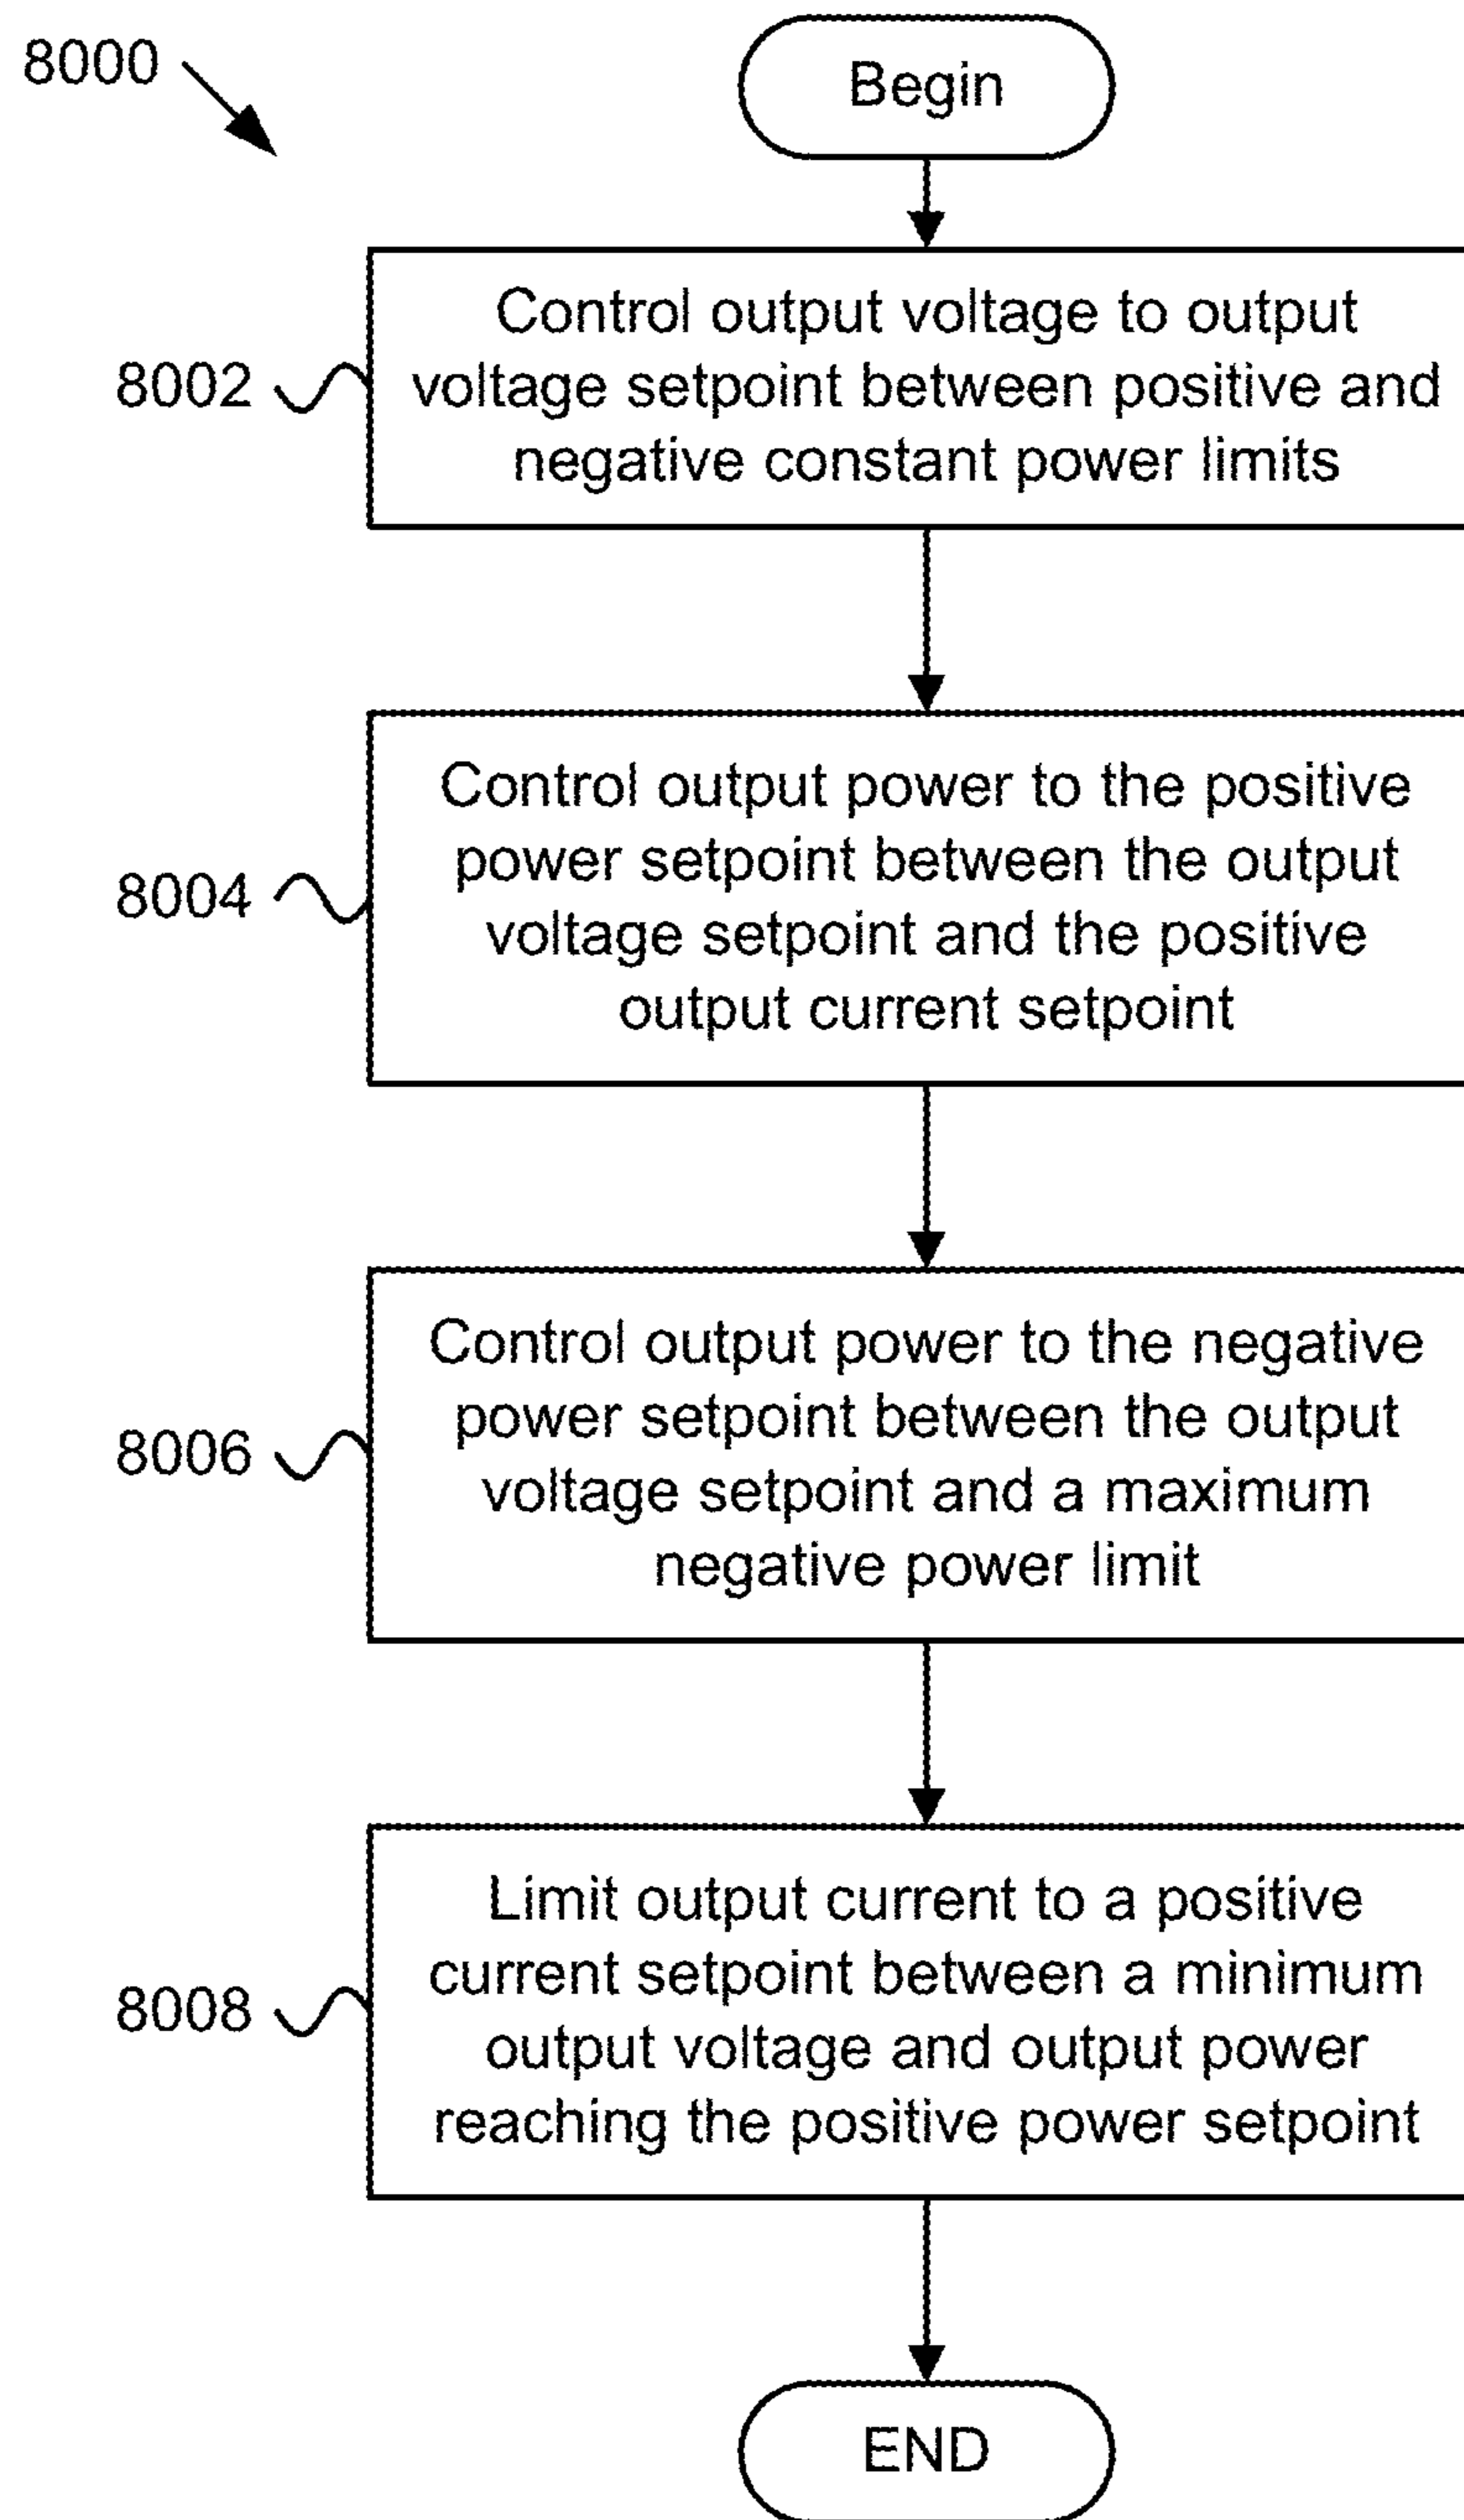 8000
Begin
Control output voltage to output
voltage setpoint between positive and
negative constant power limits
8002
Control output power to the positive
power setpoint between the output
voltage setpoint and the positive
output current setpoint
8004
Control output power to the negative
power setpoint between the output
voltage setpoint and a maximum
negative power limit
8006
Limit output current to a positive
current setpoint between a minimum
output voltage and output power
reaching the positive power setpoint
8008
END